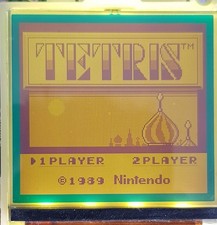 TETRIS™
▶1PLAYER 2PLAYER
©1989 Nintendo